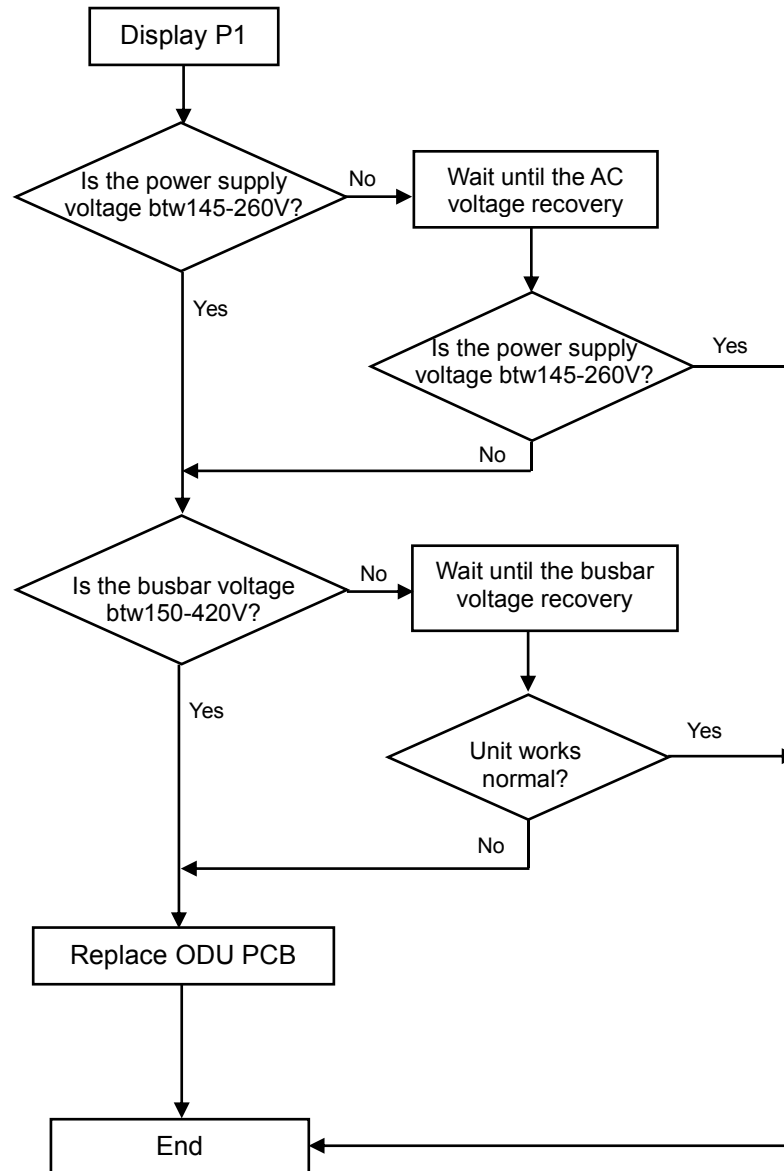 Display P1
Is the power supply
voltage btw145-260V?
No
Wait until the AC
voltage recovery
Yes
Is the power supply
voltage btw145-260V?
Yes
No
Is the busbar voltage
btw150-420V?
No
Wait until the busbar
voltage recovery
Yes
Unit works
normal?
Yes
No
Replace ODU PCB
End